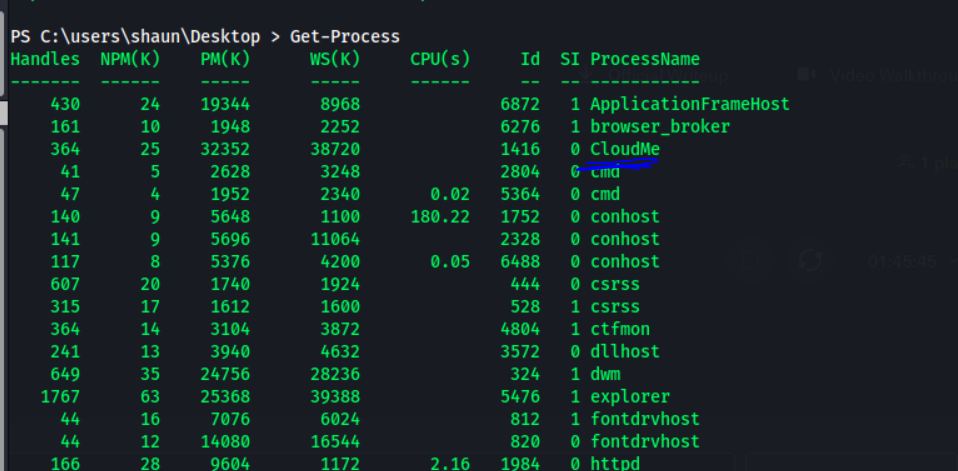 PS C:\users\shaun\Desktop > Get-Process
Handles NPM(K) PM(K) WS(K) CPU(s) Id SI ProcessName
------- ------ ----- ----- ------ -- -- -----------
430 24 19344 8968 6872 1 ApplicationFrameHost
161 10 1948 2252 6276 1 browser_broker
364 25 32352 38720 1416 0 CloudMe
41 5 2628 3248 2804 0 cmd
47 4 1952 2340 0.02 5364 0 cmd
140 9 5648 1100 180.22 1752 0 conhost
141 9 5696 11064 2328 0 conhost
117 8 5376 4200 0.05 6488 0 conhost
607 20 1740 1924 444 0 csrss
315 17 1612 1600 528 1 csrss
364 14 3104 3872 4804 1 ctfmon
241 13 3940 4632 3572 0 dllhost
649 35 24756 28236 324 1 dwm
1767 63 25368 39388 5476 1 explorer
44 16 7076 6024 812 1 fontdrvhost
44 12 14080 16544 820 0 fontdrvhost
166 28 9604 1172 2.16 1984 0 httpd
Video Walkthrou
1 pl
01:45:45